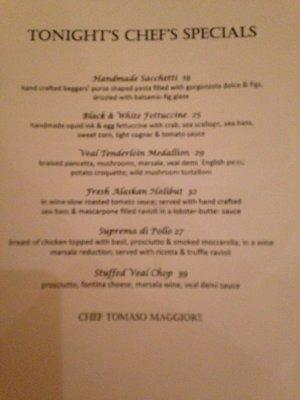 TONIGHT'S CHEF'S SPECIALS
Handmade Sacchetti 19
hand crafted beggars' purse shaped pasta filled with gorgonzola dolce & figs,
drizzled with balsamic-fig glaze
Black & White Fettuccine 25
handmade squid ink & egg fettuccine with crab, sea scallops, sea bass,
sweet corn, light cognac & tomato sauce
Veal Tenderloin Medallion 29
braised pancetta, mushrooms, marsala, veal demi, English peas;
potato croquette; wild mushroom tortelloni
Fresh Alaskan Halibut 32
in wine-slow roasted tomato sauce; served with hand crafted
sea bass & mascarpone filled ravioli in a lobster-butter sauce
Suprema di Pollo 27
breast of chicken topped with basil, prosciutto & smoked mozzarella; in a wine
marsala reduction; served with ricotta & truffle ravioli
Stuffed Veal Chop 39
prosciutto, fontina cheese, marsala wine, veal demi sauce
CHEF TOMASO MAGGIORE